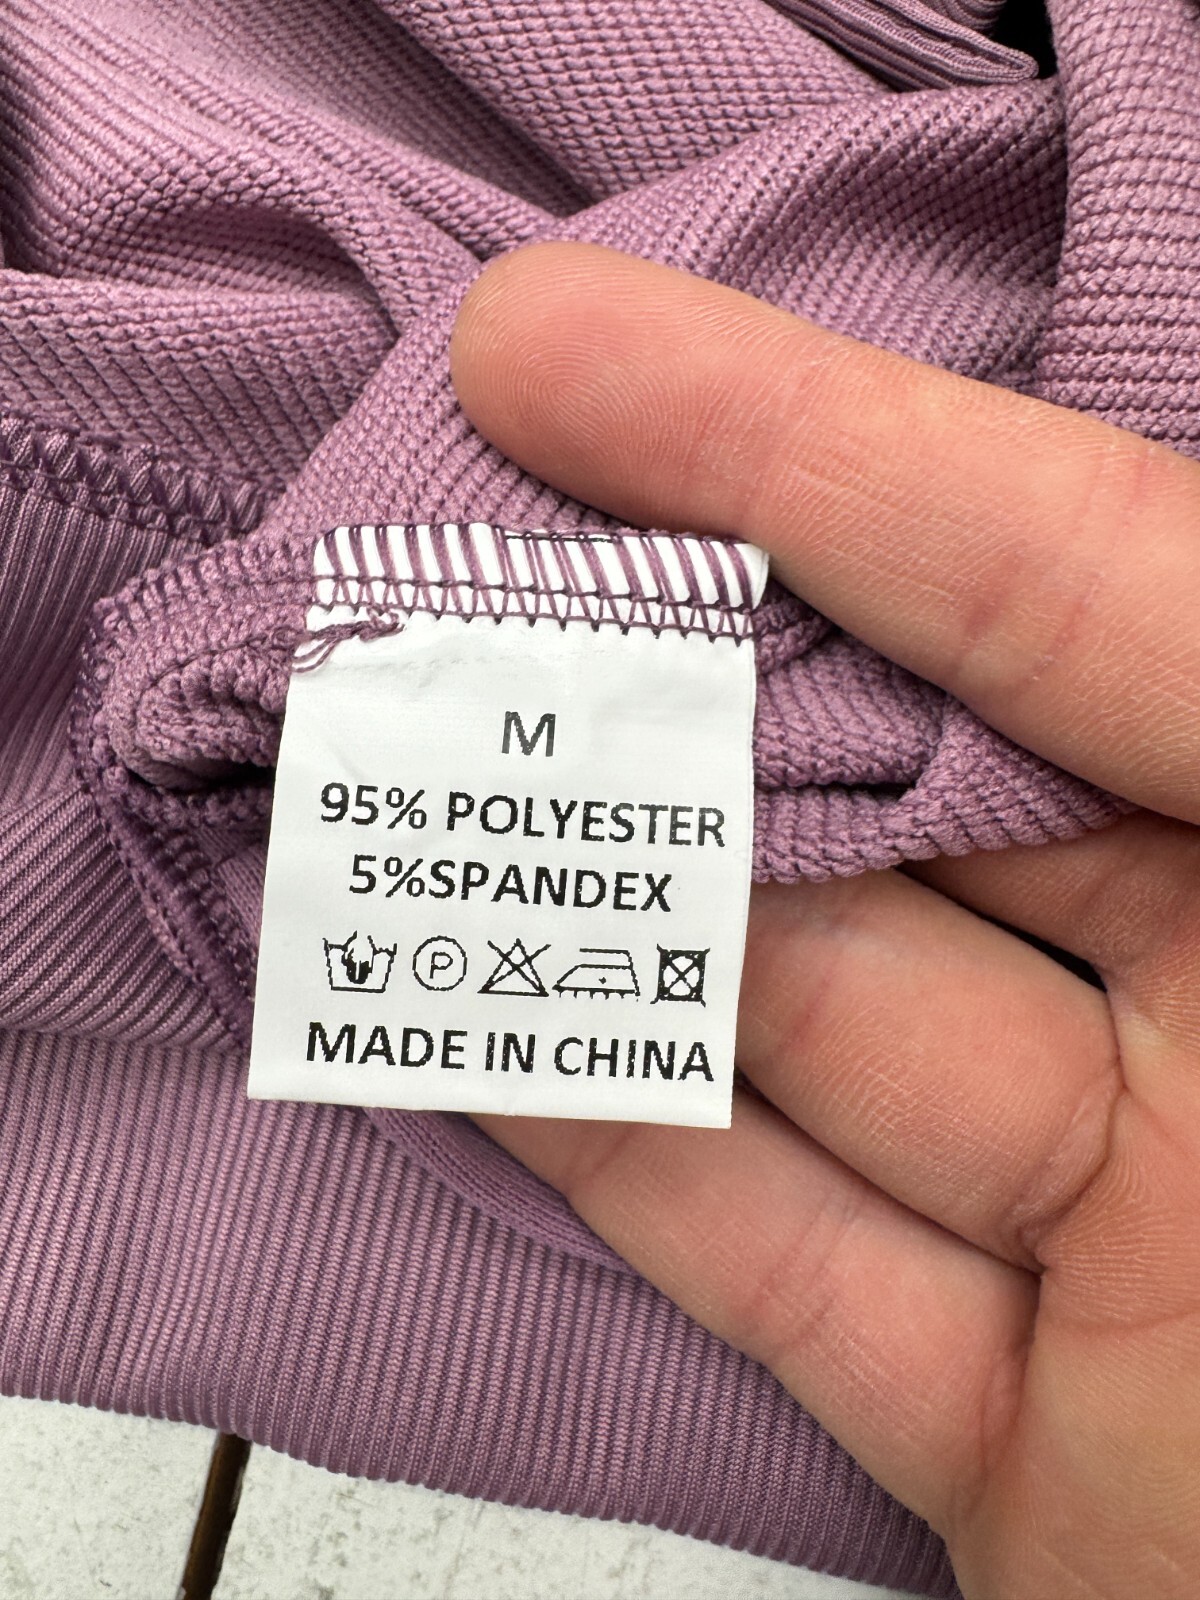 M
95% POLYESTER
5%SPANDEX
P
MADE IN CHINA